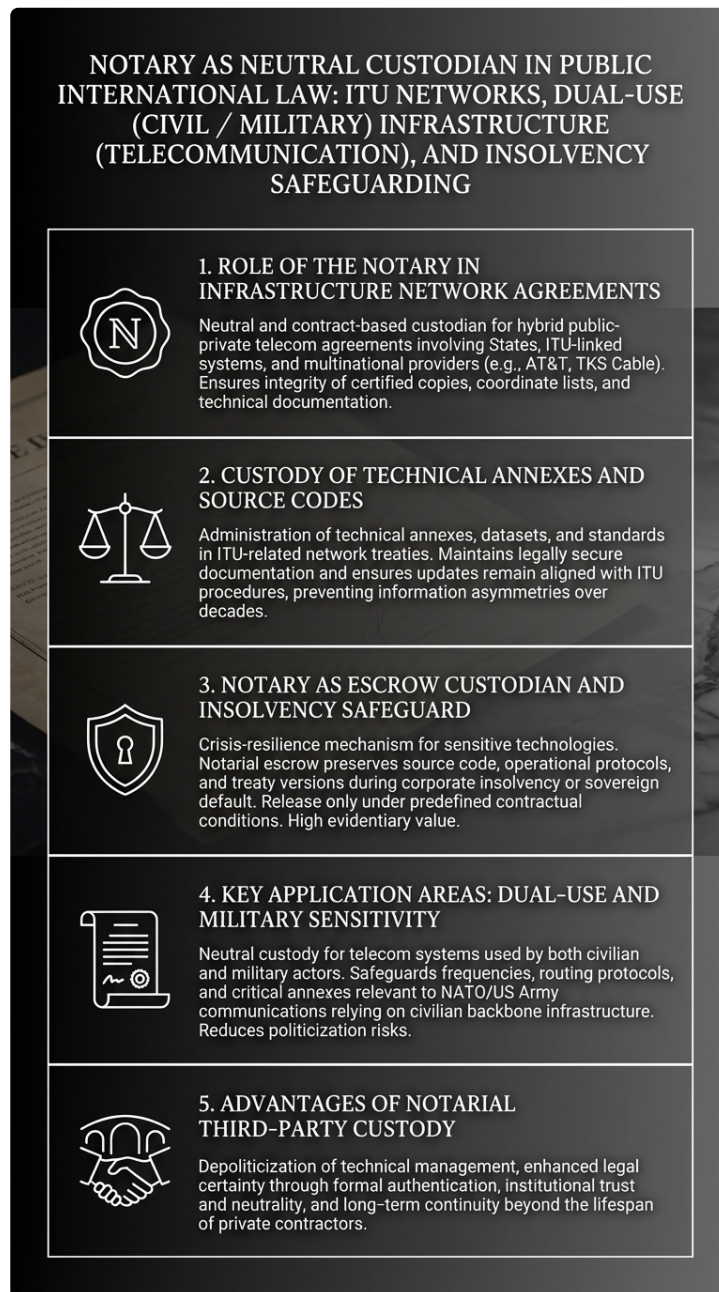 NOTARY AS NEUTRAL CUSTODIAN IN PUBLIC
INTERNATIONAL LAW: ITU NETWORKS, DUAL-USE
(CIVIL / MILITARY) INFRASTRUCTURE
(TELECOMMUNICATION), AND INSOLVENCY
SAFEGUARDING
N
1. ROLE OF THE NOTARY IN
INFRASTRUCTURE NETWORK AGREEMENTS
Neutral and contract-based custodian for hybrid public-
private telecom agreements involving States, ITU-linked
systems, and multinational providers (e.g., AT&T, TKS Cable).
Ensures integrity of certified copies, coordinate lists, and
technical documentation.
2. CUSTODY OF TECHNICAL ANNEXES AND
SOURCE CODES
Administration of technical annexes, datasets, and standards
in ITU-related network treaties. Maintains legally secure
documentation and ensures updates remain aligned with ITU
procedures, preventing information asymmetries over
decades.
3. NOTARY AS ESCROW CUSTODIAN AND
INSOLVENCY SAFEGUARD
Crisis-resilience mechanism for sensitive technologies.
Notarial escrow preserves source code, operational protocols,
and treaty versions during corporate insolvency or sovereign
default. Release only under predefined contractual
conditions. High evidentiary value.
4. KEY APPLICATION AREAS: DUAL-USE AND
MILITARY SENSITIVITY
Neutral custody for telecom systems used by both civilian
and military actors. Safeguards frequencies, routing protocols,
and critical annexes relevant to NATO/US Army
communications relying on civilian backbone infrastructure.
Reduces politicization risks.
5. ADVANTAGES OF NOTARIAL
THIRD-PARTY CUSTODY
Depoliticization of technical management, enhanced legal
certainty through formal authentication, institutional trust
and neutrality, and long-term continuity beyond the lifespan
of private contractors.